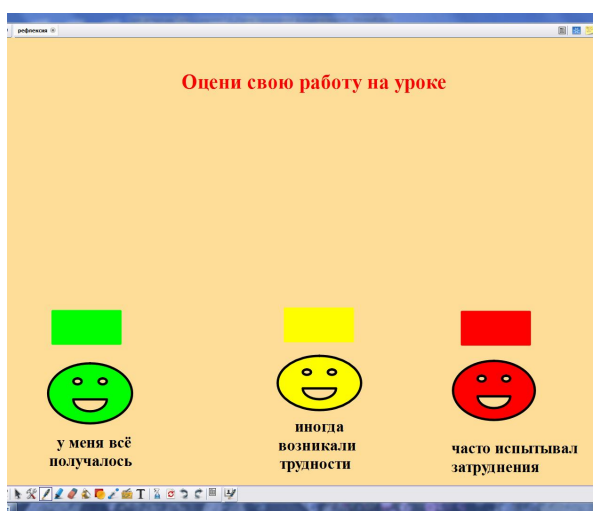 рефлексия
Оцени свою работу на уроке
у меня всё
получалось
иногда
возникали
трудности
часто испытывал
затруднения